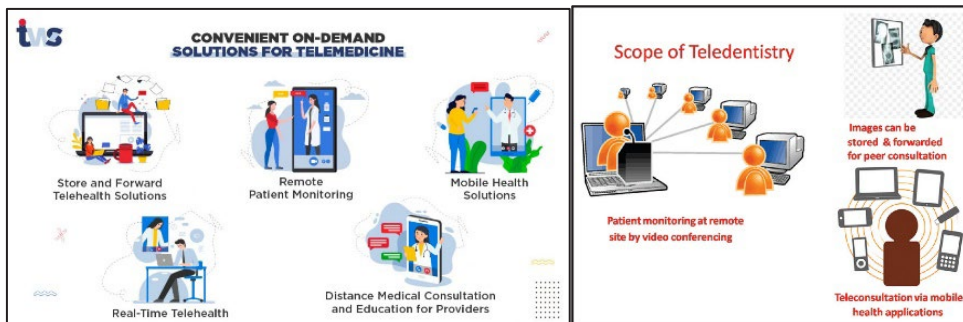 tws
CONVENIENT ON-DEMAND
SOLUTIONS FOR TELEMEDICINE
Store and Forward
Telehealth Solutions
Remote
Patient Monitoring
Mobile Health
Solutions
Real-Time Telehealth
Distance Medical Consultation
and Education for Providers
Scope of Teledentistry
Images can be
stored & forwarded
for peer consultation
Patient monitoring at remote
site by video conferencing
Teleconsultation via mobile
health applications